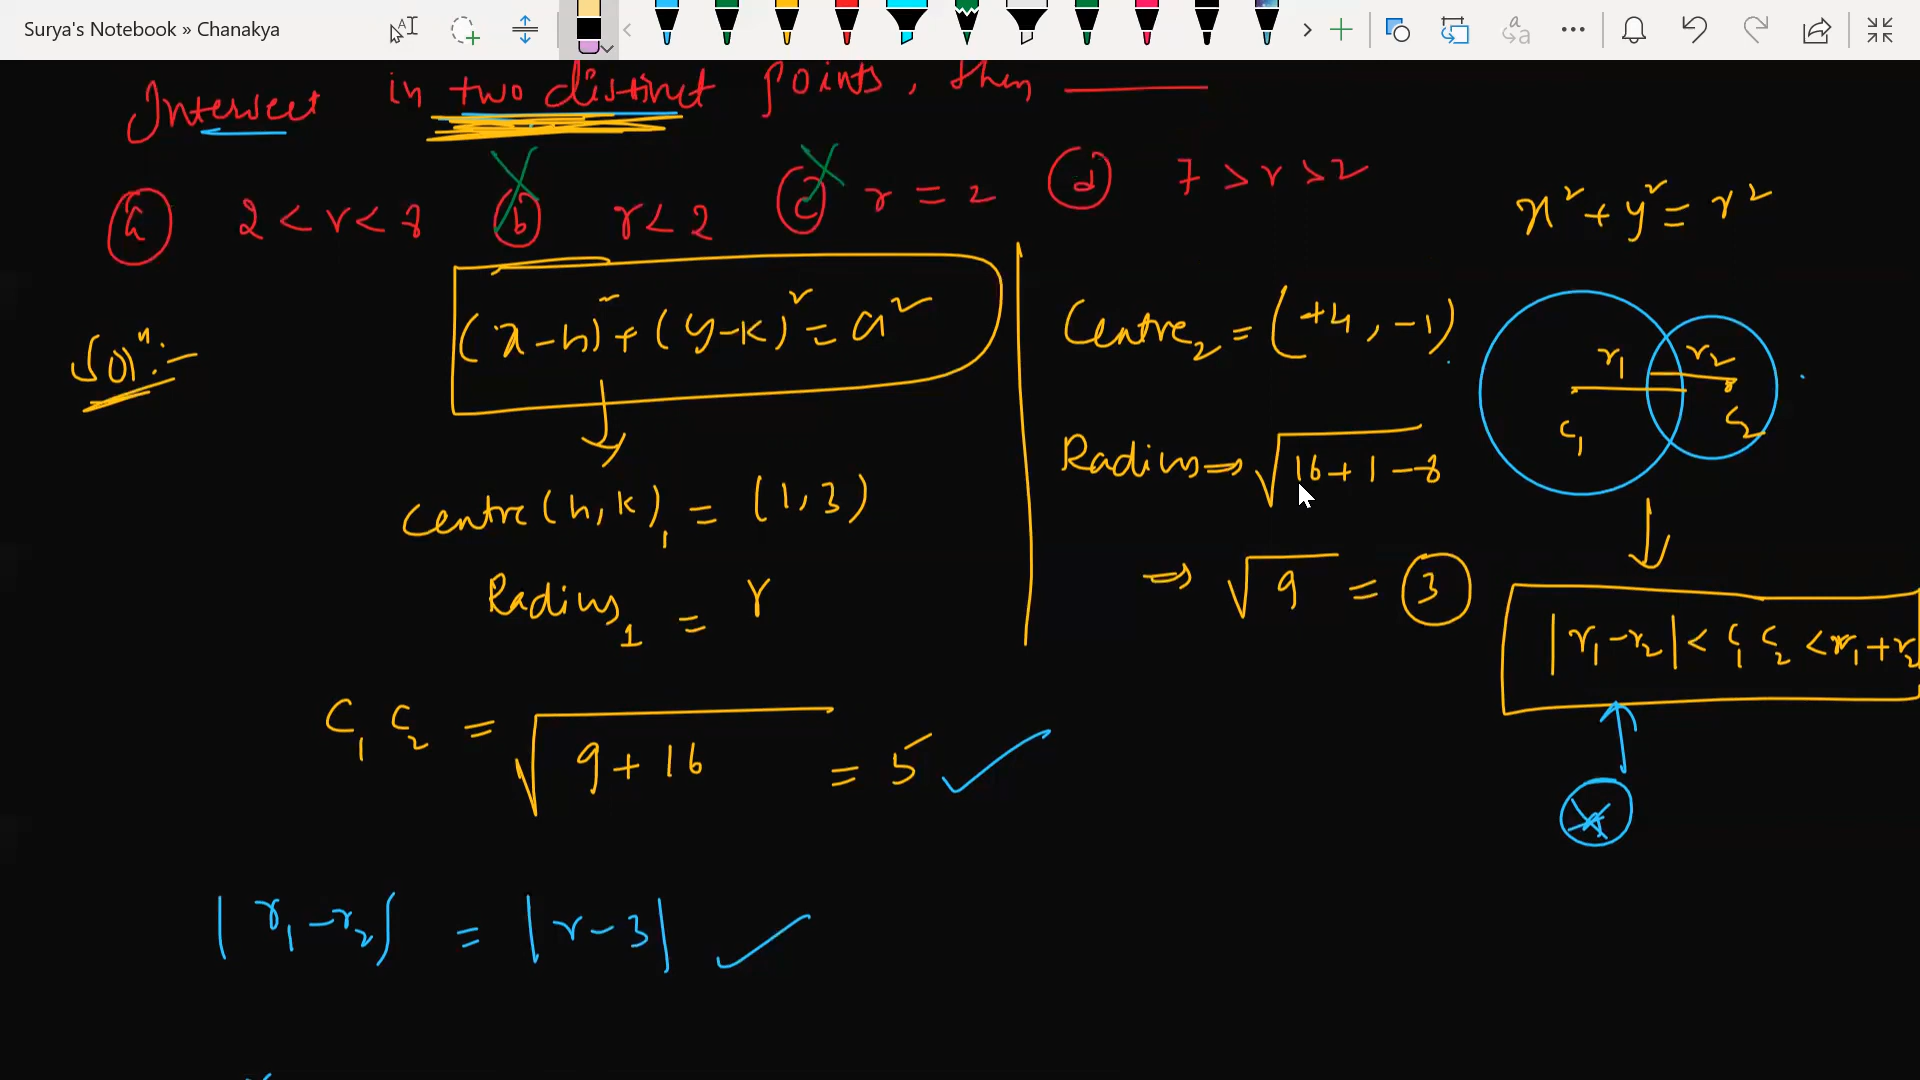 Surya's Notebook » Chanakya
Intersect in two distinct points, then ______
(a) 2 < r < 8 (b) r < 2 (c) r = 2 (d) 7 > r > 2
x² + y² = r²
Solⁿ :-
(x-h)² + (y-k)² = a²
Centre(h,k)₁ = (1,3)
Radius₁ = r
Centre₂ = (+4, -1)
Radius ⇒ √16+1-8
⇒ √9 = 3
r₁ r₂
C₁ C₂
|r₁-r₂| < C₁C₂ < r₁+r₂
C₁C₂ = √9+16 = 5
|r₁-r₂| = |r-3|